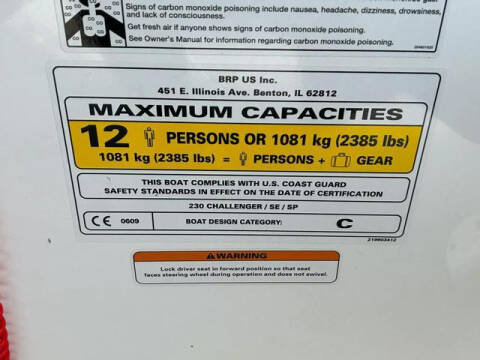 Signs of carbon monoxide poisoning include nausea, headache, dizziness, drowsiness,
and lack of consciousness.
Get fresh air if anyone shows signs of carbon monoxide poisoning.
See Owner's Manual for information regarding carbon monoxide poisoning.
CO CO
BRP US Inc.
451 E. Illinois Ave. Benton, IL 62812
MAXIMUM CAPACITIES
12 PERSONS OR 1081 kg (2385 lbs)
1081 kg (2385 lbs) = PERSONS + GEAR
THIS BOAT COMPLIES WITH U.S. COAST GUARD
SAFETY STANDARDS IN EFFECT ON THE DATE OF CERTIFICATION
230 CHALLENGER / SE / SP
CE 0609 BOAT DESIGN CATEGORY: C
219903412
WARNING
Lock driver seat in forward position so that seat
faces steering wheel during operation and does not swivel.